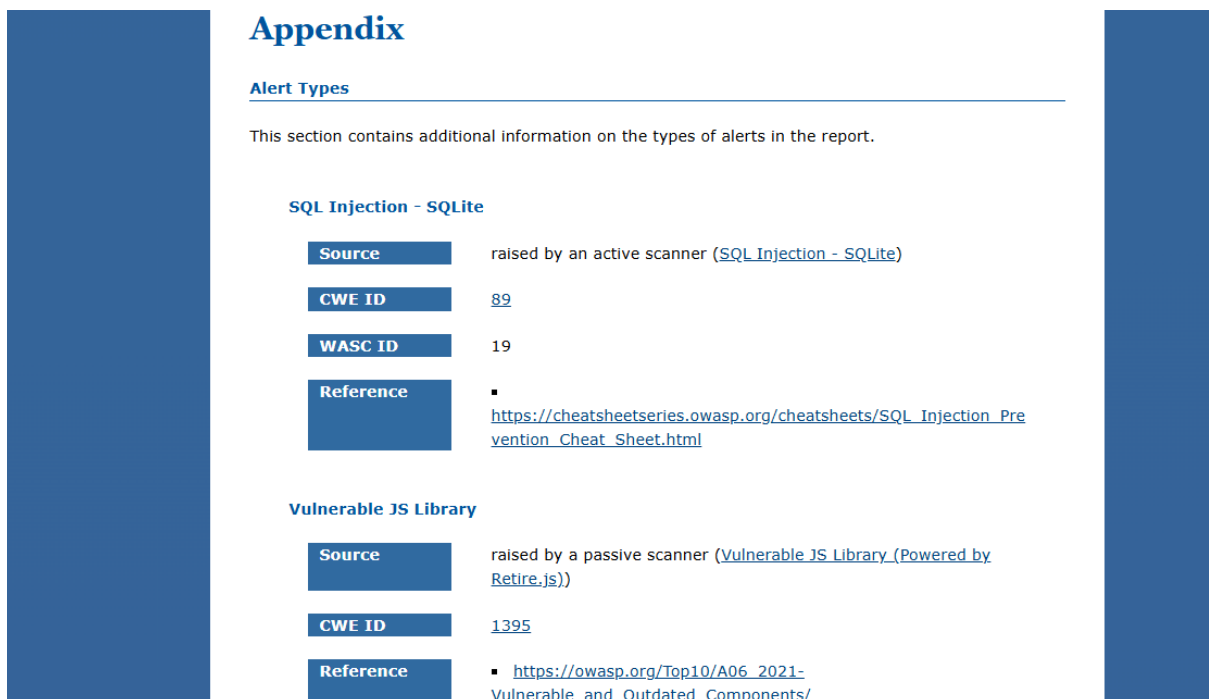 Appendix
Alert Types
This section contains additional information on the types of alerts in the report.
SQL Injection - SQLite
Source raised by an active scanner (SQL Injection - SQLite)
CWE ID 89
WASC ID 19
Reference ▪
https://cheatsheetseries.owasp.org/cheatsheets/SQL_Injection_Pre
vention_Cheat_Sheet.html
Vulnerable JS Library
Source raised by a passive scanner (Vulnerable JS Library (Powered by
Retire.js))
CWE ID 1395
Reference ▪ https://owasp.org/Top10/A06_2021-
Vulnerable_and_Outdated_Components/